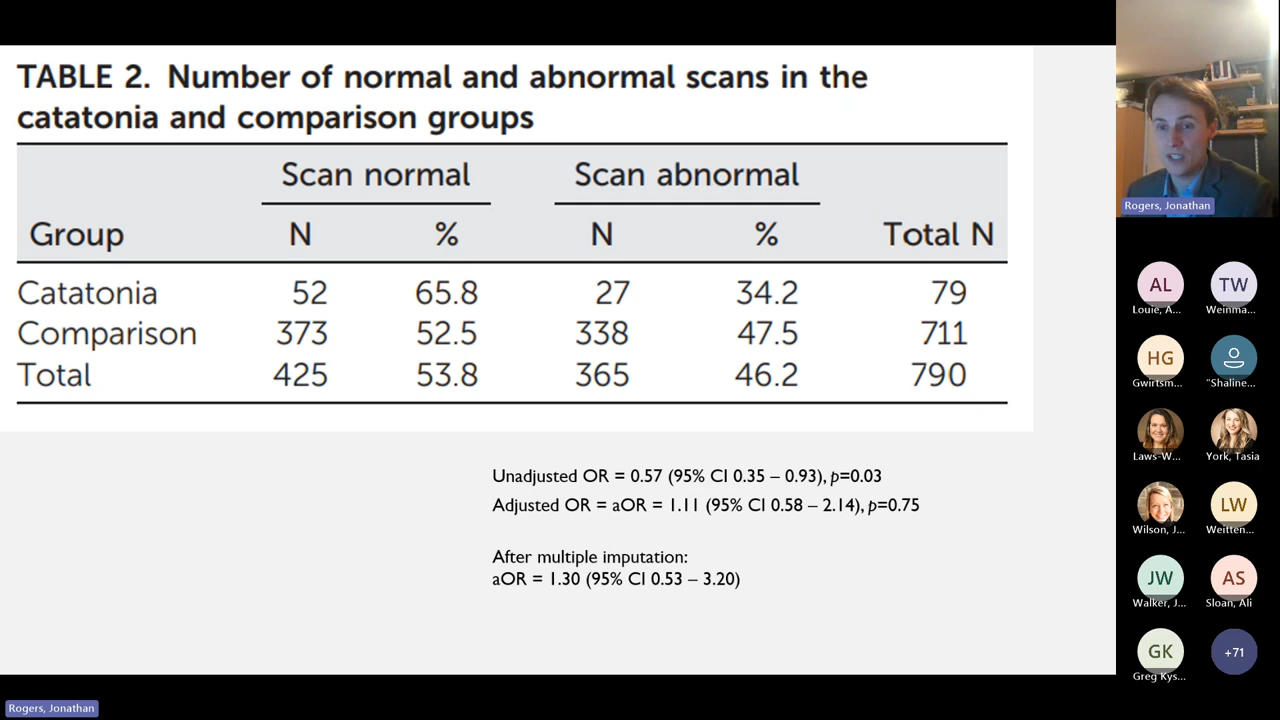 TABLE 2. Number of normal and abnormal scans in the
catatonia and comparison groups
Scan normal Scan abnormal
Group N % N % Total N
Catatonia 52 65.8 27 34.2 79
Comparison 373 52.5 338 47.5 711
Total 425 53.8 365 46.2 790
Unadjusted OR = 0.57 (95% CI 0.35 – 0.93), p=0.03
Adjusted OR = aOR = 1.11 (95% CI 0.58 – 2.14), p=0.75
After multiple imputation:
aOR = 1.30 (95% CI 0.53 – 3.20)
Rogers, Jonathan
AL TW
Louie, A... Weinma...
HG
Gwirtsm... "Shaline...
Laws-W... York, Tasia
LW
Wilson, J... Weitten...
JW AS
Walker, J... Sloan, Ali
GK +71
Greg Kys...
Rogers, Jonathan